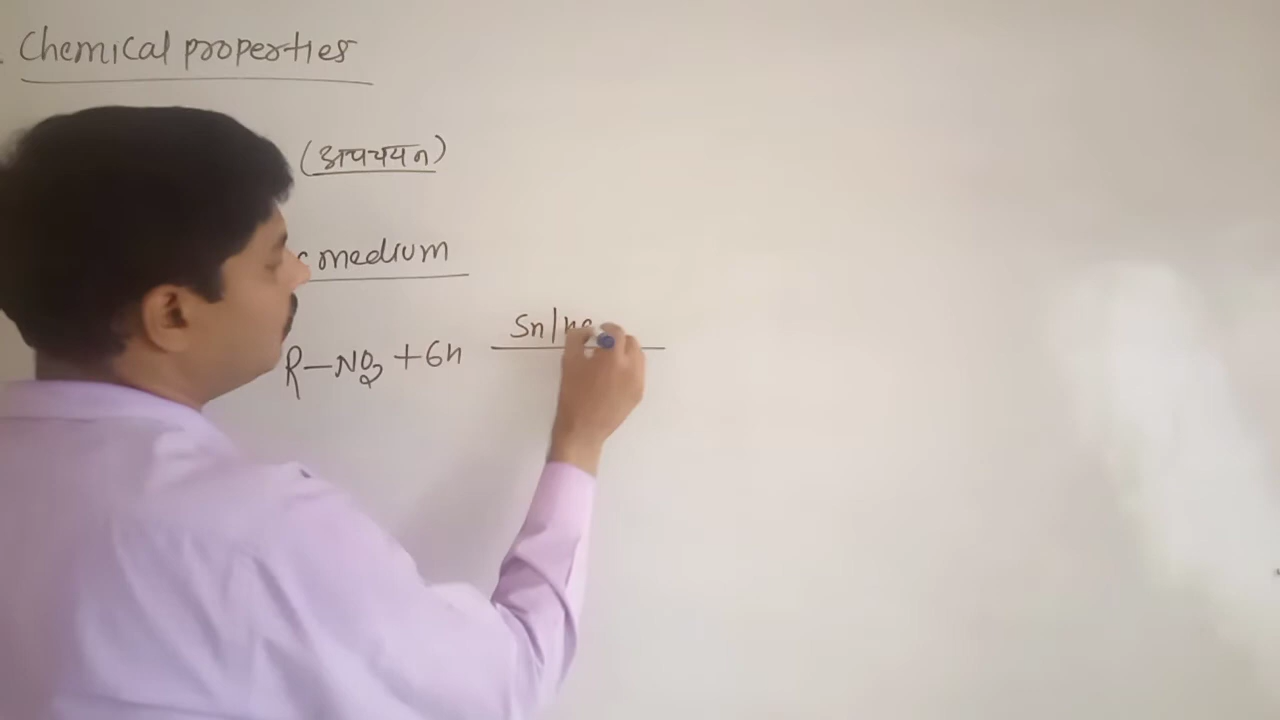 Chemical properties
(अपचयन)
c medium
R-NO2 + 6H Sn/HC